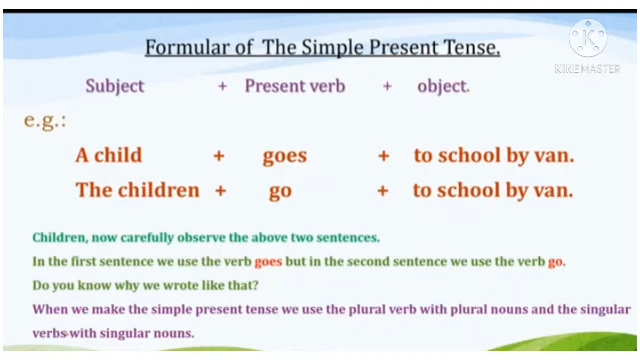 Formular of The Simple Present Tense.
KINEMASTER
Subject + Present verb + object.
e.g.:
A child + goes + to school by van.
The children + go + to school by van.
Children, now carefully observe the above two sentences.
In the first sentence we use the verb goes but in the second sentence we use the verb go.
Do you know why we wrote like that?
When we make the simple present tense we use the plural verb with plural nouns and the singular
verbs with singular nouns.